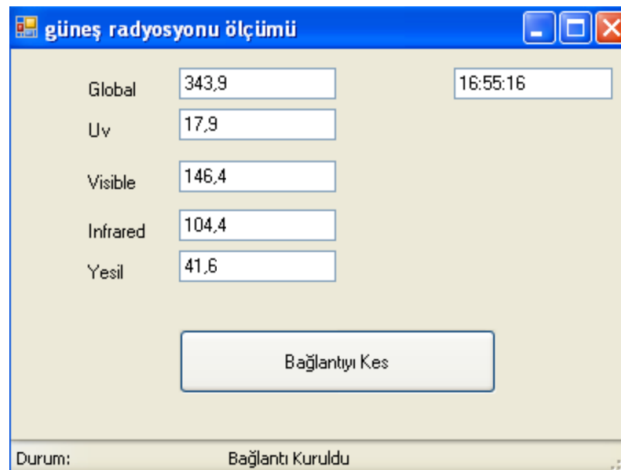 güneş radyosyonu ölçümü
Global 343,9 16:55:16
Uv 17,9
Visible 146,4
Infrared 104,4
Yesil 41,6
Bağlantıyı Kes
Durum: Bağlantı Kuruldu